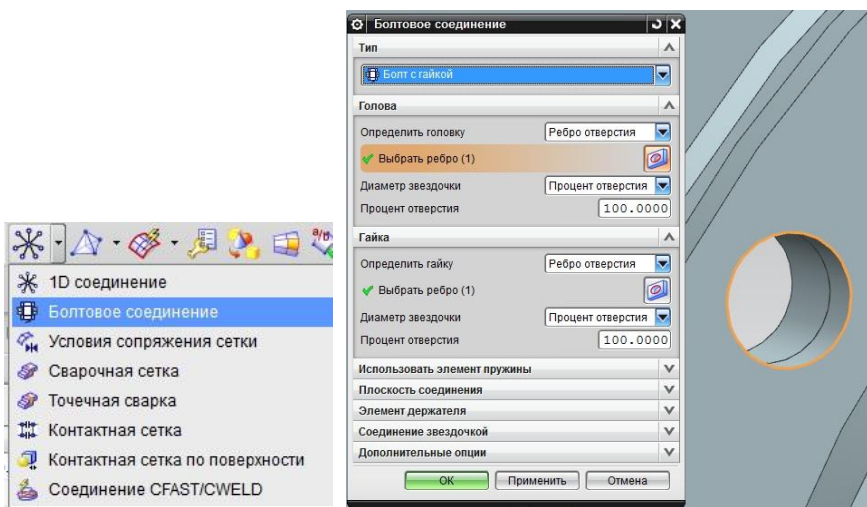 a/b
1D соединение
Болтовое соединение
Условия сопряжения сетки
Сварочная сетка
Точечная сварка
Контактная сетка
Контактная сетка по поверхности
Соединение CFAST/CWELD
Болтовое соединение
Тип
Болт с гайкой
Голова
Определить головку Ребро отверстия
Выбрать ребро (1)
Диаметр звездочки Процент отверстия
Процент отверстия 100.0000
Гайка
Определить гайку Ребро отверстия
Выбрать ребро (1)
Диаметр звездочки Процент отверстия
Процент отверстия 100.0000
Использовать элемент пружины
Плоскость соединения
Элемент держателя
Соединение звездочкой
Дополнительные опции
ОК Применить Отмена